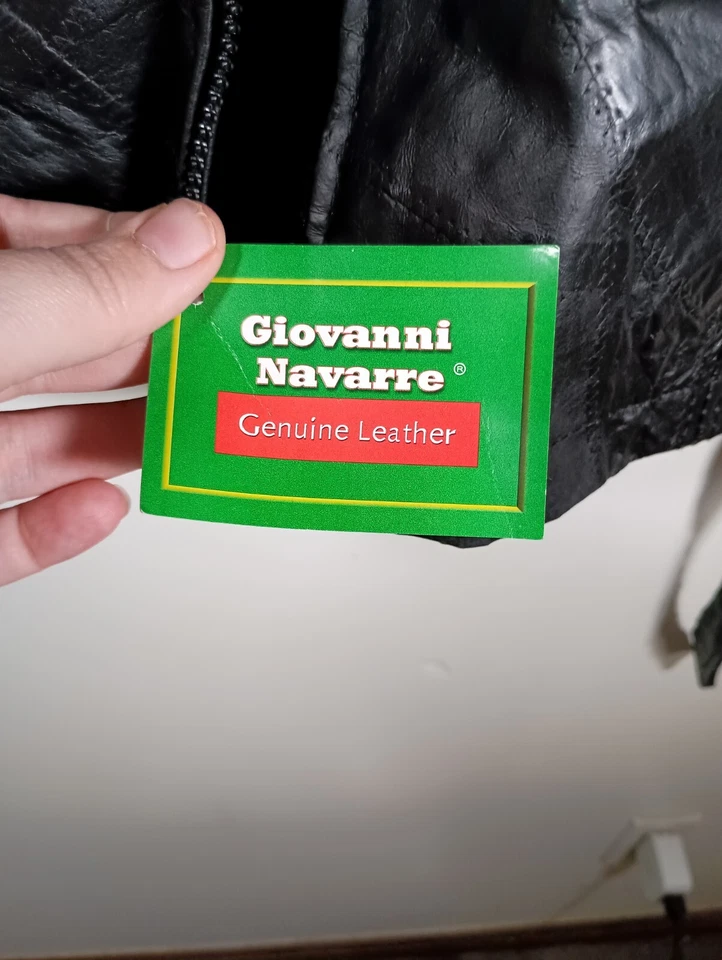 Giovanni
Navarre ®
Genuine Leather